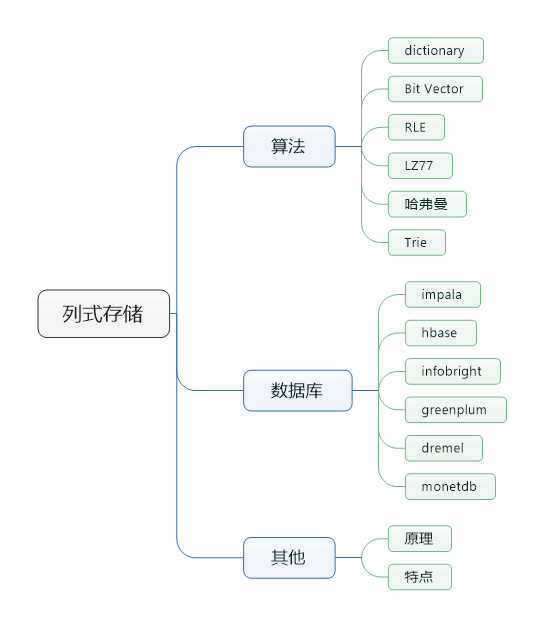 列式存储
算法
dictionary
Bit Vector
RLE
LZ77
哈弗曼
Trie
数据库
impala
hbase
infobright
greenplum
dremel
monetdb
其他
原理
特点